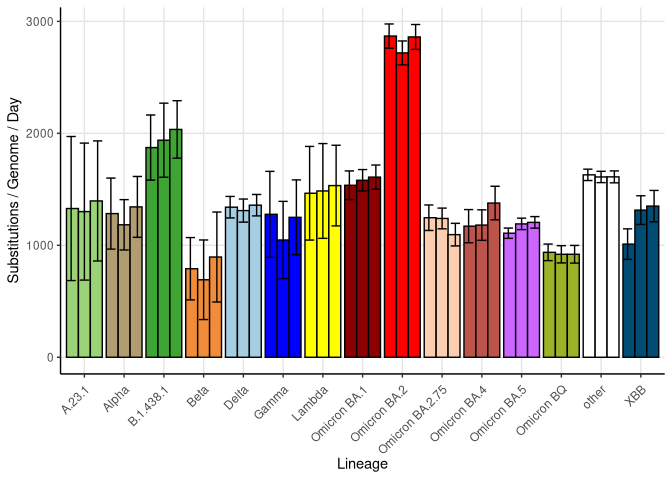 Substitutions / Genome / Day
3000
2000
1000
0
A.23.1
Alpha
B.1.438.1
Beta
Delta
Gamma
Lambda
Omicron BA.1
Omicron BA.2
Omicron BA.2.75
Omicron BA.4
Omicron BA.5
Omicron BQ
other
XBB
Lineage